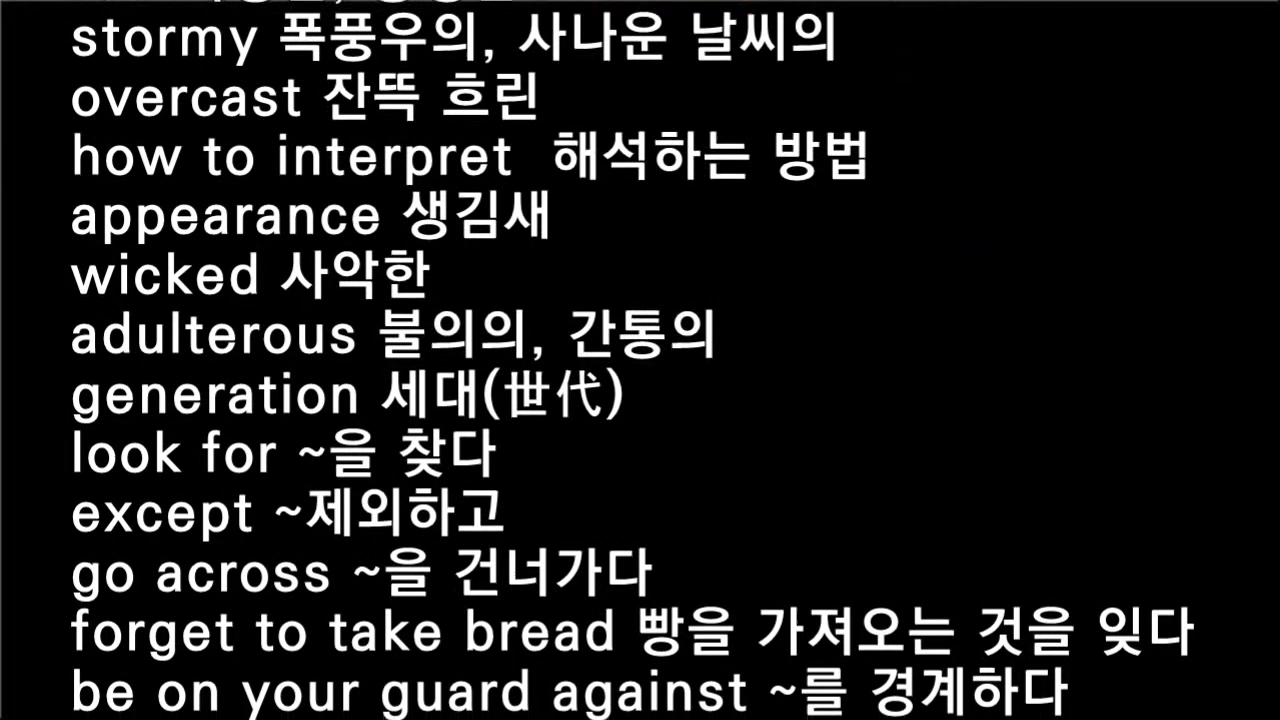 stormy 폭풍우의, 사나운 날씨의
overcast 잔뜩 흐린
how to interpret 해석하는 방법
appearance 생김새
wicked 사악한
adulterous 불의의, 간통의
generation 세대(世代)
look for ~을 찾다
except ~제외하고
go across ~을 건너가다
forget to take bread 빵을 가져오는 것을 잊다
be on your guard against ~를 경계하다